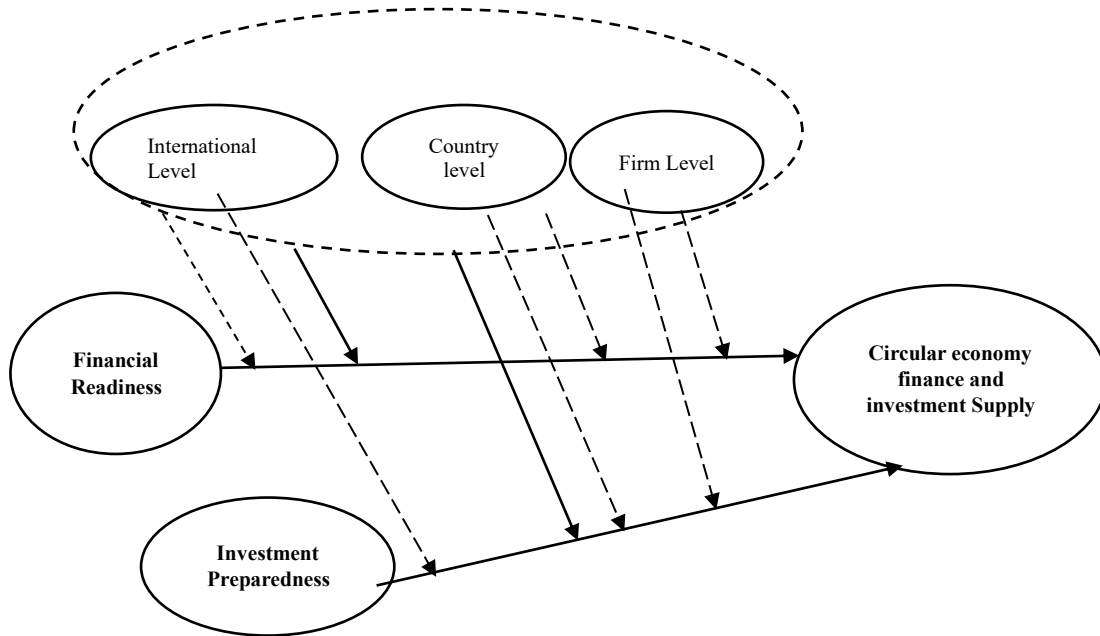 International
Level
Country
level
Firm Level
Financial
Readiness
Circular economy
finance and
investment Supply
Investment
Preparedness